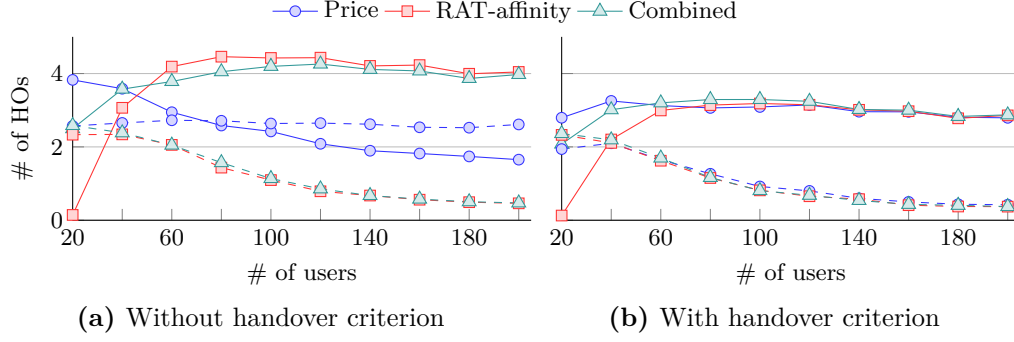 Price RAT-affinity Combined
# of HOs
4
2
0
20 60 100 140 180
# of users
(a) Without handover criterion
20 60 100 140 180
# of users
(b) With handover criterion